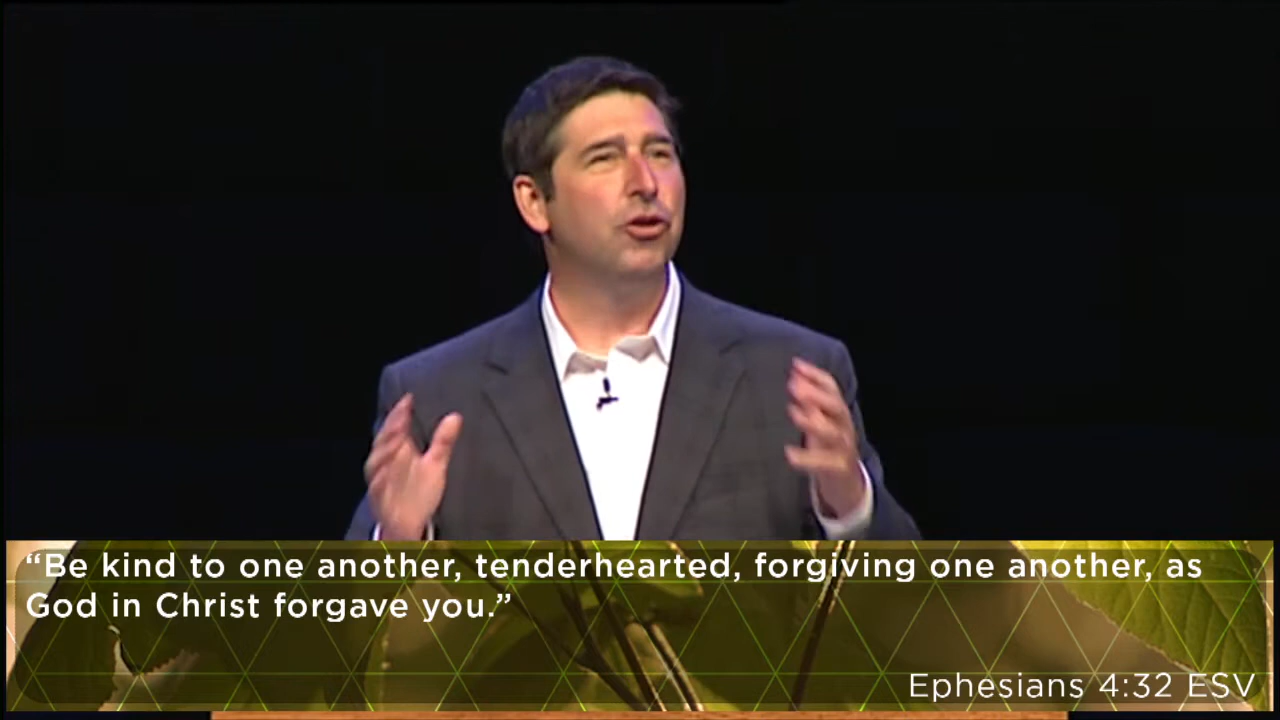 “Be kind to one another, tenderhearted, forgiving one another, as
God in Christ forgave you.”
Ephesians 4:32 ESV